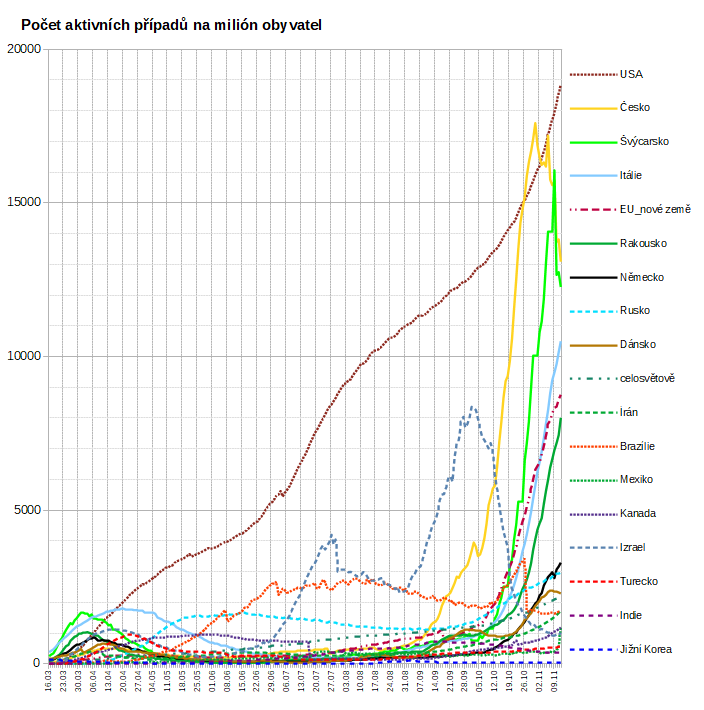 Počet aktivních případů na milión obyvatel
20000
15000
10000
5000
0
USA
Česko
Švýcarsko
Itálie
EU_nové země
Rakousko
Německo
Rusko
Dánsko
celosvětově
Írán
Brazílie
Mexiko
Kanada
Izrael
Turecko
Indie
Jižní Korea
16.03
23.03
30.03
06.04
13.04
20.04
27.04
04.05
11.05
18.05
25.05
01.06
08.06
15.06
22.06
29.06
06.07
13.07
20.07
27.07
03.08
10.08
17.08
24.08
31.08
07.09
14.09
21.09
28.09
05.10
12.10
19.10
26.10
02.11
09.11